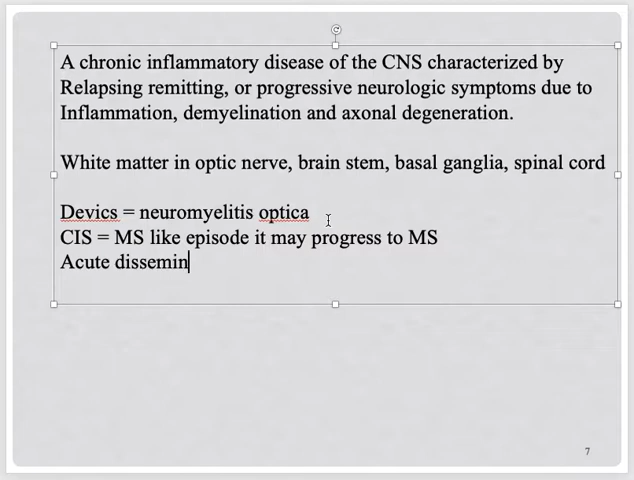 A chronic inflammatory disease of the CNS characterized by
Relapsing remitting, or progressive neurologic symptoms due to
Inflammation, demyelination and axonal degeneration.
White matter in optic nerve, brain stem, basal ganglia, spinal cord
Devics = neuromyelitis optica
CIS = MS like episode it may progress to MS
Acute dissemin
7